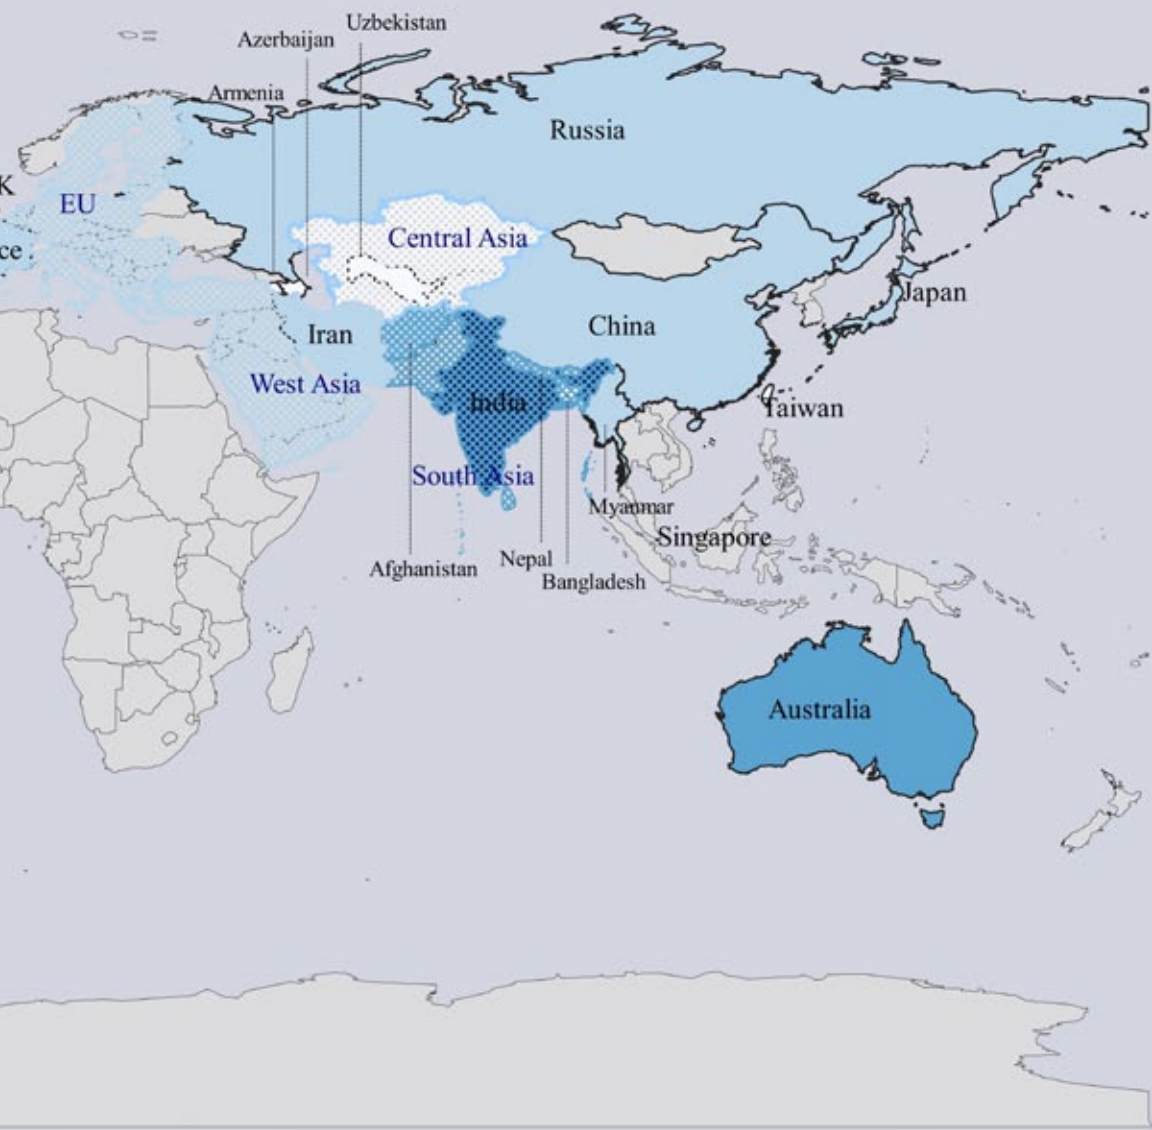 Uzbekistan
Azerbaijan
Armenia
Russia
K
EU
Central Asia
ce
Japan
China
Iran
West Asia
India
Taiwan
South Asia
Myanmar
Singapore
Nepal
Afghanistan
Bangladesh
Australia